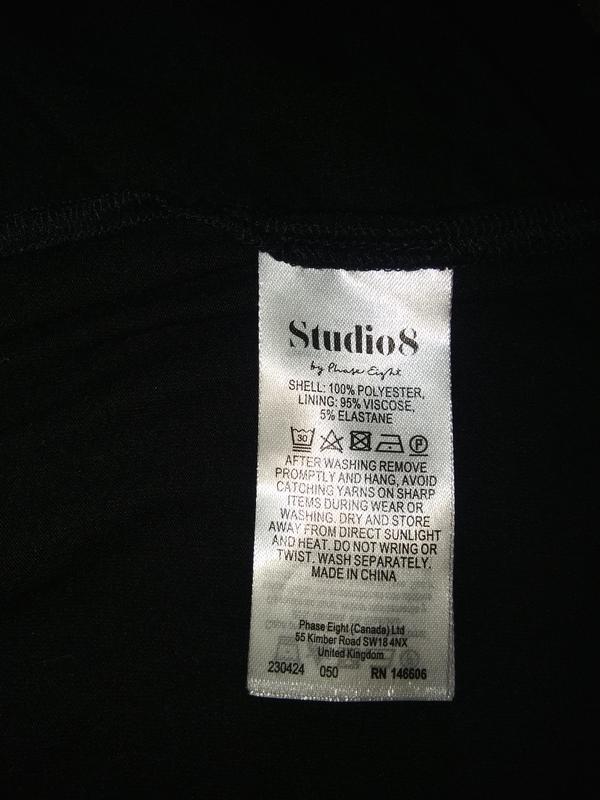 Studio8
by Phase Eight
SHELL: 100% POLYESTER,
LINING: 95% VISCOSE,
5% ELASTANE
30
P
AFTER WASHING REMOVE
PROMPTLY AND HANG, AVOID
CATCHING YARNS ON SHARP
ITEMS DURING WEAR OR
WASHING. DRY AND STORE
AWAY FROM DIRECT SUNLIGHT
AND HEAT. DO NOT WRING OR
TWIST. WASH SEPARATELY.
MADE IN CHINA
Phase Eight (Canada) Ltd
55 Kimber Road SW18 4NX
United Kingdom
230424 050 RN 146606